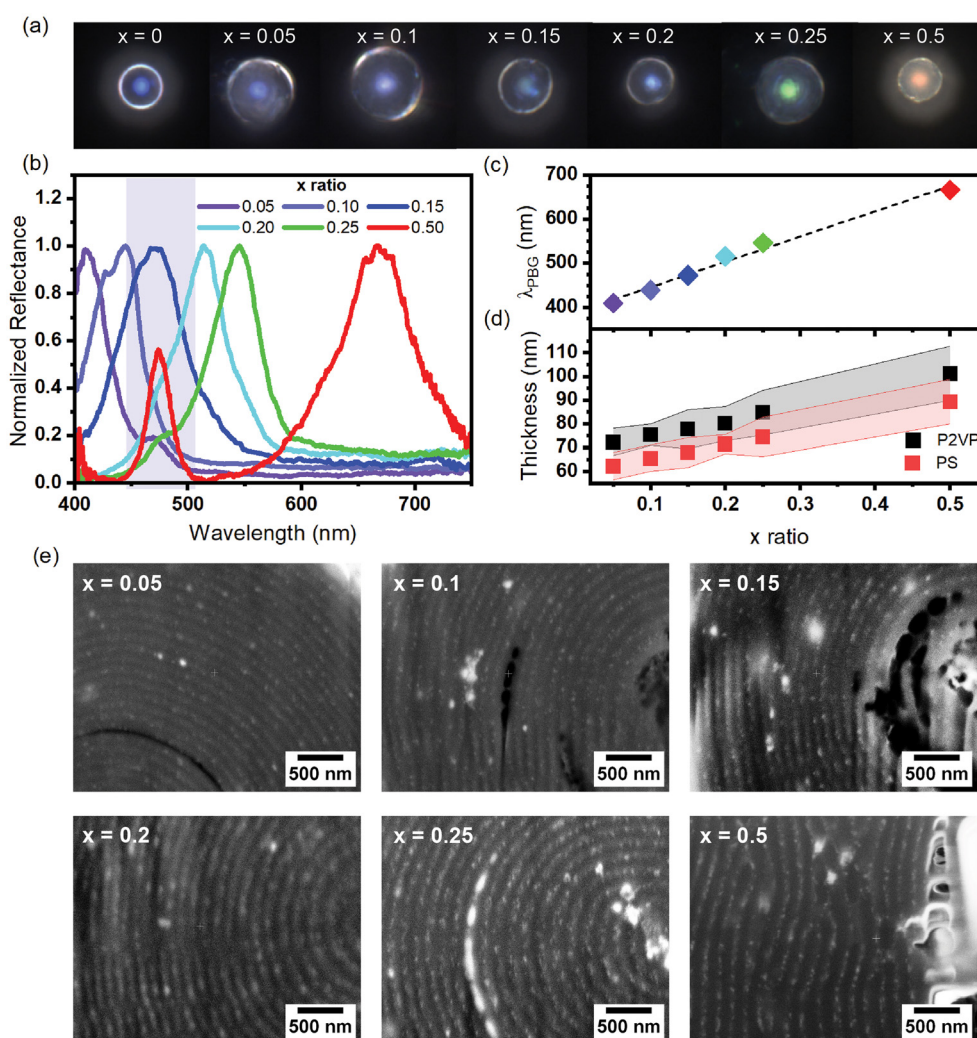 (a)
x = 0 x = 0.05 x = 0.1 x = 0.15 x = 0.2 x = 0.25 x = 0.5
(b)
Normalized Reflectance
1.2
1.0
0.8
0.6
0.4
0.2
0.0
x ratio
0.05 0.10 0.15
0.20 0.25 0.50
400 500 600 700
Wavelength (nm)
(c)
λPBG (nm)
700
600
500
400
(d)
Thickness (nm)
110
100
90
80
70
60
P2VP
PS
0.1 0.2 0.3 0.4 0.5
x ratio
(e)
x = 0.05
500 nm
x = 0.1
500 nm
x = 0.15
500 nm
x = 0.2
500 nm
x = 0.25
500 nm
x = 0.5
500 nm